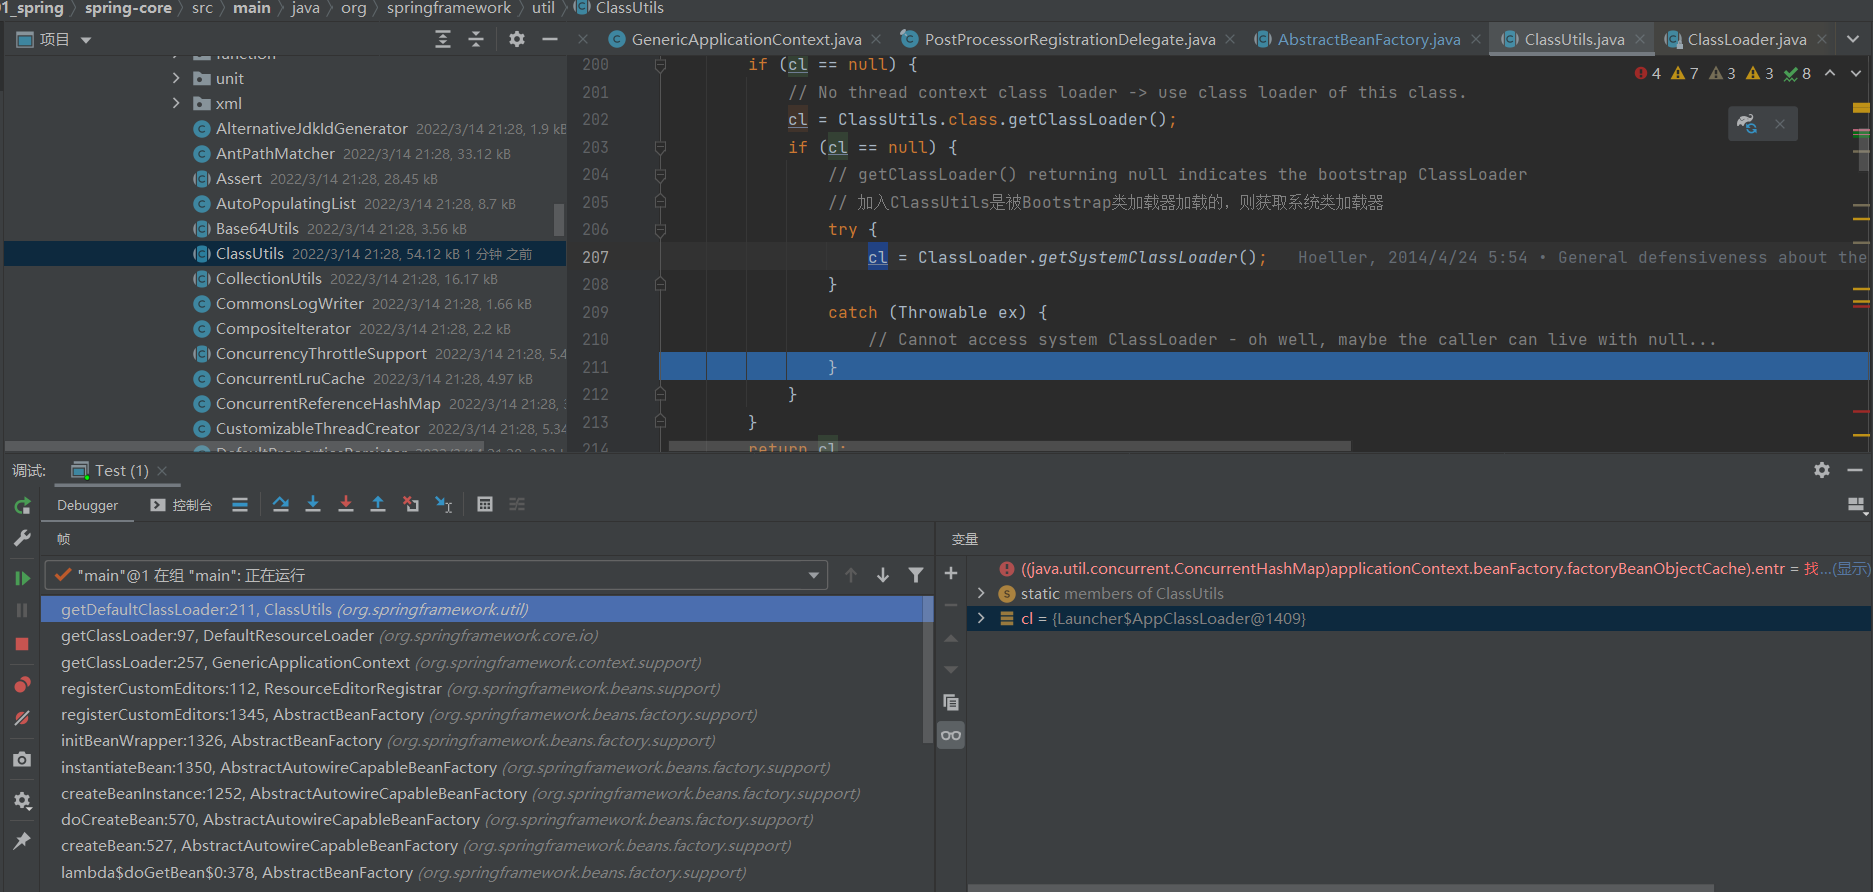 01_spring › spring-core › src › main › java › org › springframework › util › ClassUtils
项目
GenericApplicationContext.java
PostProcessorRegistrationDelegate.java
AbstractBeanFactory.java
ClassUtils.java
ClassLoader.java
function
unit
xml
AlternativeJdkIdGenerator 2022/3/14 21:28, 1.9 kB
AntPathMatcher 2022/3/14 21:28, 33.12 kB
Assert 2022/3/14 21:28, 28.45 kB
AutoPopulatingList 2022/3/14 21:28, 8.7 kB
Base64Utils 2022/3/14 21:28, 3.56 kB
ClassUtils 2022/3/14 21:28, 54.12 kB 1 分钟 之前
CollectionUtils 2022/3/14 21:28, 16.17 kB
CommonsLogWriter 2022/3/14 21:28, 1.66 kB
CompositeIterator 2022/3/14 21:28, 2.2 kB
ConcurrencyThrottleSupport 2022/3/14 21:28, 5.4
ConcurrentLruCache 2022/3/14 21:28, 4.97 kB
ConcurrentReferenceHashMap 2022/3/14 21:28,
CustomizableThreadCreator 2022/3/14 21:28, 5.34
DefaultPropertiesPersister
4 7 3 3 8
200 if (cl == null) {
201 // No thread context class loader -> use class loader of this class.
202 cl = ClassUtils.class.getClassLoader();
203 if (cl == null) {
204 // getClassLoader() returning null indicates the bootstrap ClassLoader
205 // 加入ClassUtils是被Bootstrap类加载器加载的，则获取系统类加载器
206 try {
207 cl = ClassLoader.getSystemClassLoader(); Hoeller, 2014/4/24 5:54 • General defensiveness about the
208 }
209 catch (Throwable ex) {
210 // Cannot access system ClassLoader - oh well, maybe the caller can live with null...
211 }
212 }
213 }
214 return cl;
调试: Test (1)
Debugger 控制台
帧
"main"@1 在组 "main": 正在运行
getDefaultClassLoader:211, ClassUtils (org.springframework.util)
getClassLoader:97, DefaultResourceLoader (org.springframework.core.io)
getClassLoader:257, GenericApplicationContext (org.springframework.context.support)
registerCustomEditors:112, ResourceEditorRegistrar (org.springframework.beans.support)
registerCustomEditors:1345, AbstractBeanFactory (org.springframework.beans.factory.support)
initBeanWrapper:1326, AbstractBeanFactory (org.springframework.beans.factory.support)
instantiateBean:1350, AbstractAutowireCapableBeanFactory (org.springframework.beans.factory.support)
createBeanInstance:1252, AbstractAutowireCapableBeanFactory (org.springframework.beans.factory.support)
doCreateBean:570, AbstractAutowireCapableBeanFactory (org.springframework.beans.factory.support)
createBean:527, AbstractAutowireCapableBeanFactory (org.springframework.beans.factory.support)
lambda$doGetBean$0:378, AbstractBeanFactory (org.springframework.beans.factory.support)
变量
((java.util.concurrent.ConcurrentHashMap)applicationContext.beanFactory.factoryBeanObjectCache).entr = 找...(显示)
static members of ClassUtils
cl = {Launcher$AppClassLoader@1409}